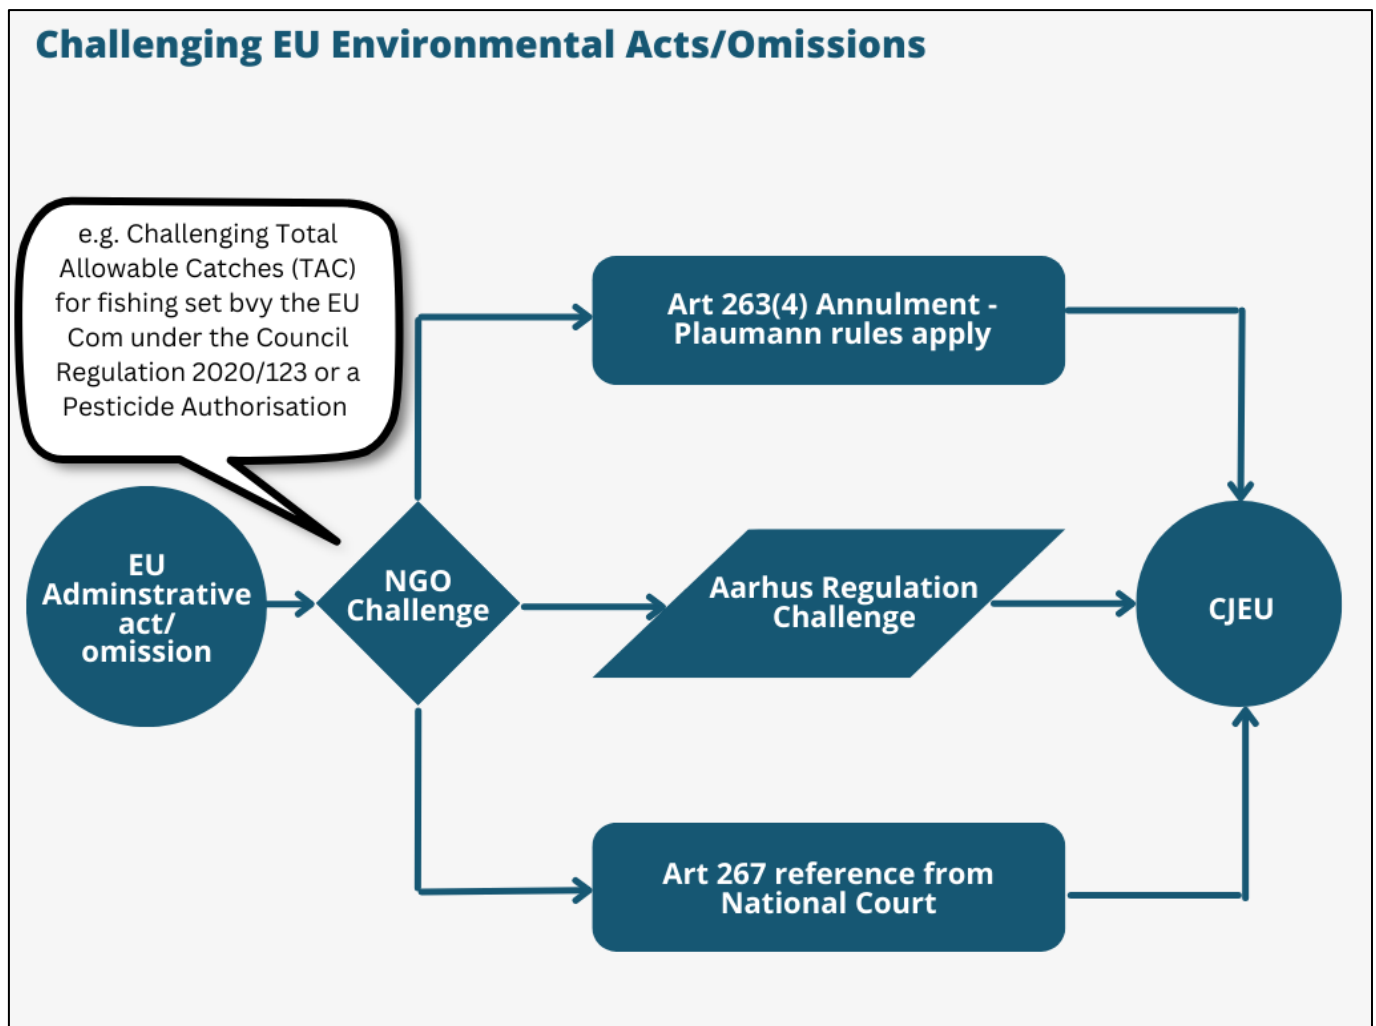 Challenging EU Environmental Acts/Omissions
e.g. Challenging Total
Allowable Catches (TAC)
for fishing set bvy the EU
Com under the Council
Regulation 2020/123 or a
Pesticide Authorisation
EU
Adminstrative
act/
omission
NGO
Challenge
Art 263(4) Annulment -
Plaumann rules apply
Aarhus Regulation
Challenge
Art 267 reference from
National Court
CJEU